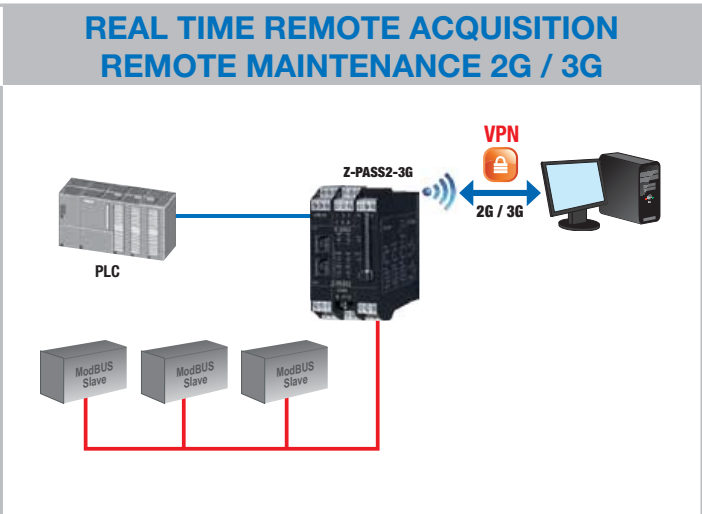 REAL TIME REMOTE ACQUISITION
REMOTE MAINTENANCE 2G / 3G
VPN
Z-PASS2-3G
2G / 3G
PLC
ModBUS
Slave
ModBUS
Slave
ModBUS
Slave